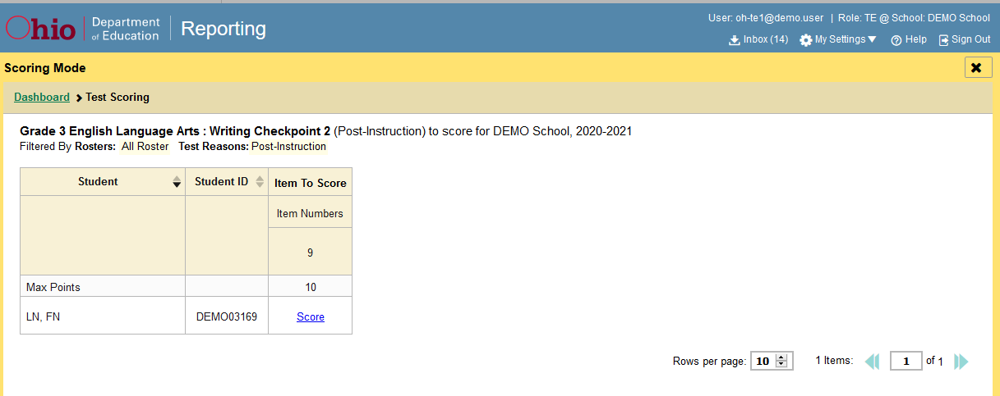 User: oh-te1@demo.user | Role: TE @ School: DEMO School
Ohio Department of Education Reporting
Inbox (14) My Settings Help Sign Out
Scoring Mode
Dashboard Test Scoring
Grade 3 English Language Arts : Writing Checkpoint 2 (Post-Instruction) to score for DEMO School, 2020-2021
Filtered By Rosters: All Roster Test Reasons: Post-Instruction
Student Student ID Item To Score
Item Numbers
9
Max Points 10
LN, FN DEMO03169 Score
Rows per page: 10 1 Items: 1 of 1